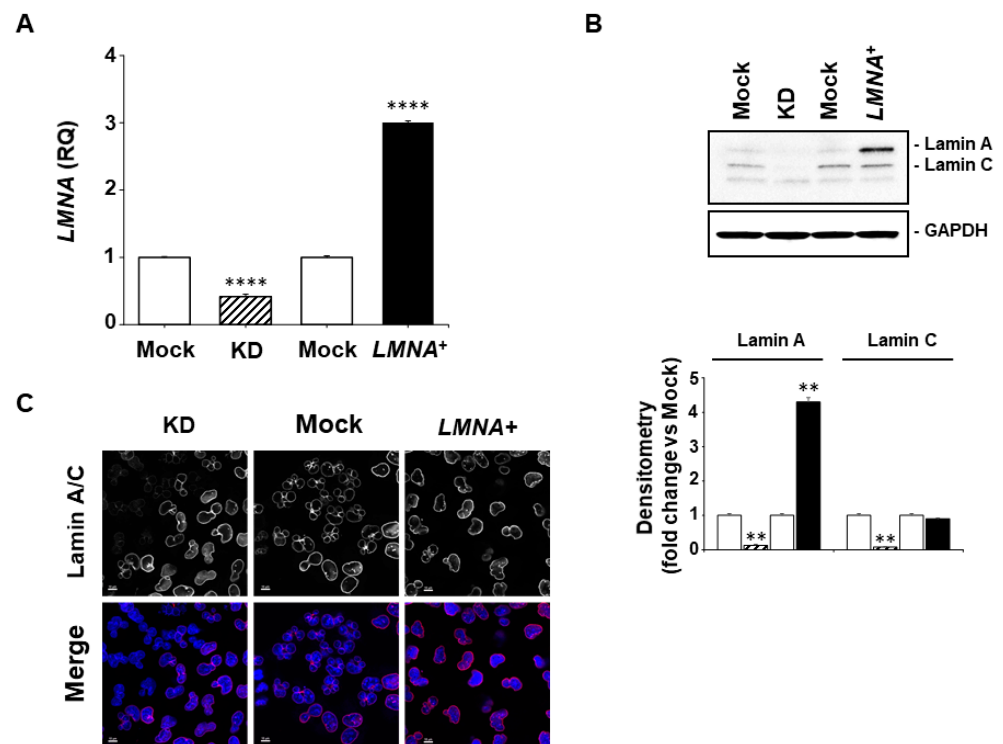 A
4
3
2
1
0
LMNA (RQ)
****
****
Mock
KD
Mock
LMNA+
B
Mock
KD
Mock
LMNA+
- Lamin A
- Lamin C
- GAPDH
Lamin A
Lamin C
5
4
3
2
1
0
Densitometry
(fold change vs Mock)
**
**
**
C
KD
Mock
LMNA+
Lamin A/C
Merge